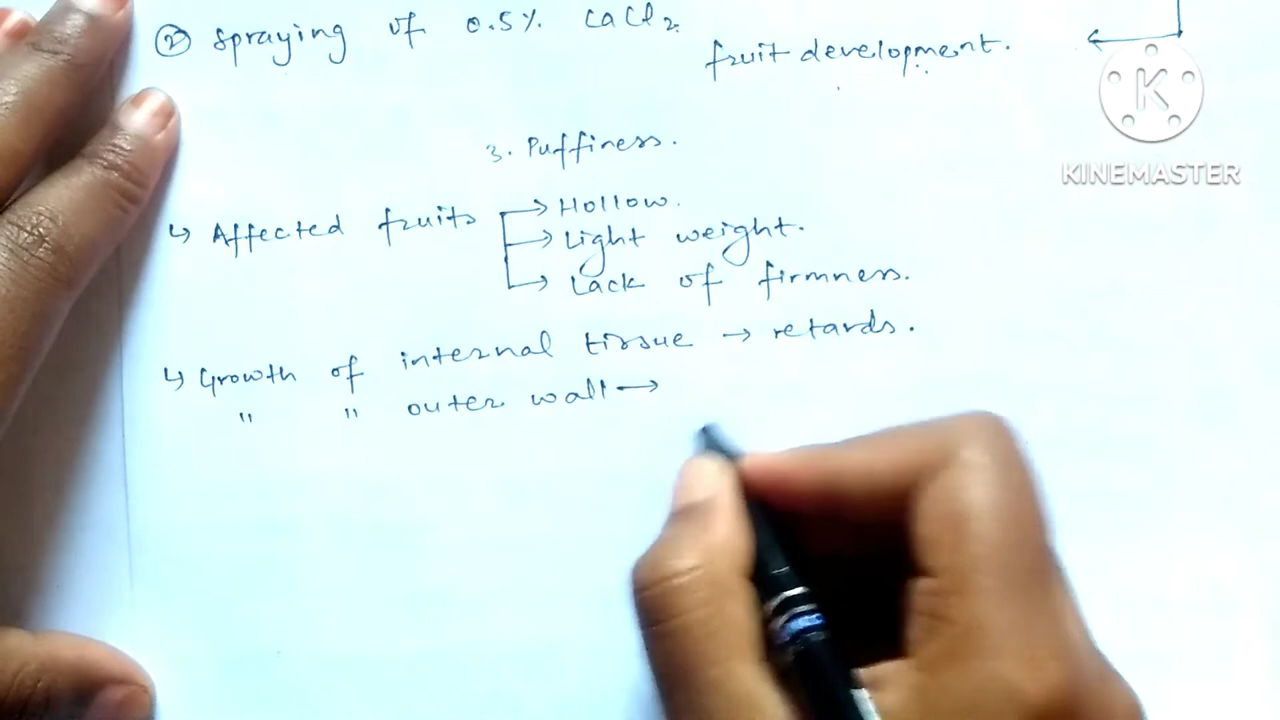 ② spraying of 0.5% CaCl2.
fruit development.
K
KINEMASTER
3. Puffiness.
↳ Affected fruits → Hollow.
→ Light weight.
→ Lack of firmness.
↳ Growth of internal tissue → retards.
" " outer wall →